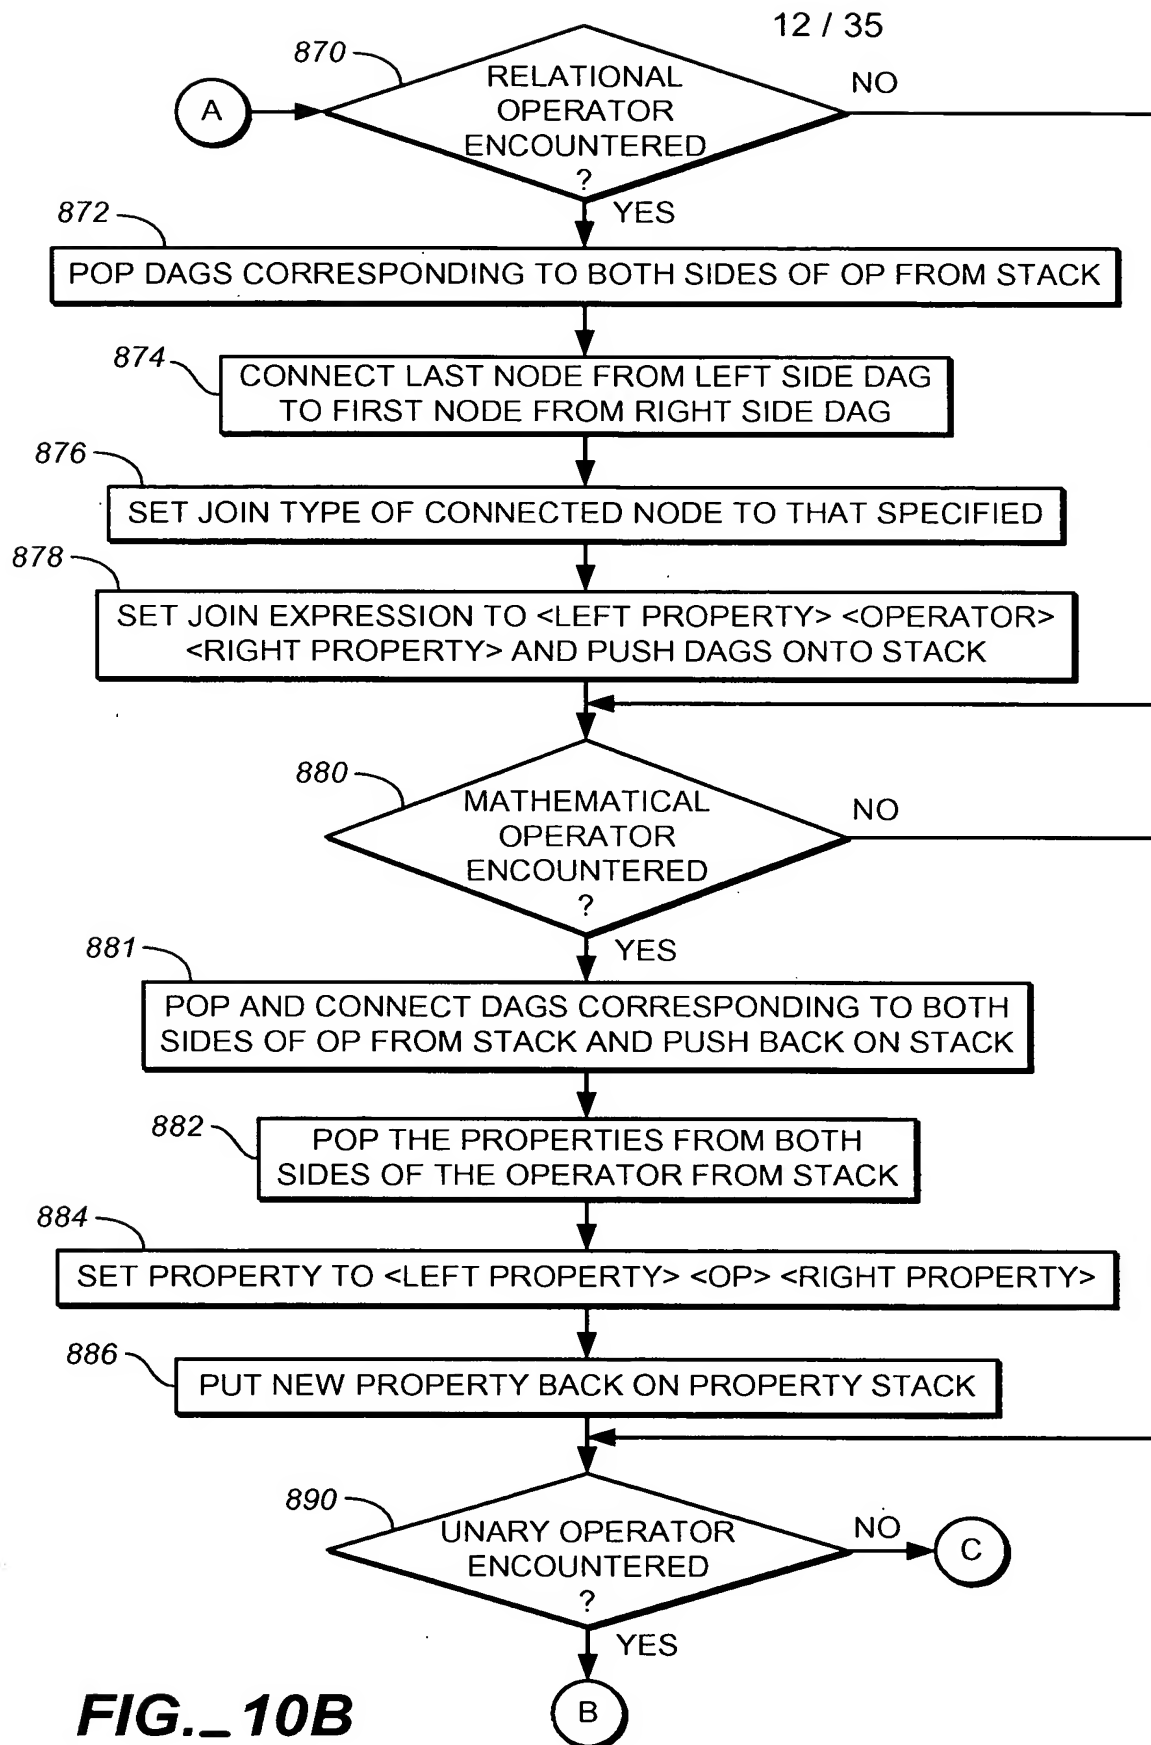 12 / 35
870
A
RELATIONAL
OPERATOR
ENCOUNTERED
?
NO
YES
872
POP DAGS CORRESPONDING TO BOTH SIDES OF OP FROM STACK
874
CONNECT LAST NODE FROM LEFT SIDE DAG
TO FIRST NODE FROM RIGHT SIDE DAG
876
SET JOIN TYPE OF CONNECTED NODE TO THAT SPECIFIED
878
SET JOIN EXPRESSION TO <LEFT PROPERTY> <OPERATOR>
<RIGHT PROPERTY> AND PUSH DAGS ONTO STACK
880
MATHEMATICAL
OPERATOR
ENCOUNTERED
?
NO
YES
881
POP AND CONNECT DAGS CORRESPONDING TO BOTH
SIDES OF OP FROM STACK AND PUSH BACK ON STACK
882
POP THE PROPERTIES FROM BOTH
SIDES OF THE OPERATOR FROM STACK
884
SET PROPERTY TO <LEFT PROPERTY> <OP> <RIGHT PROPERTY>
886
PUT NEW PROPERTY BACK ON PROPERTY STACK
890
UNARY OPERATOR
ENCOUNTERED
?
NO
C
YES
B
FIG._10B